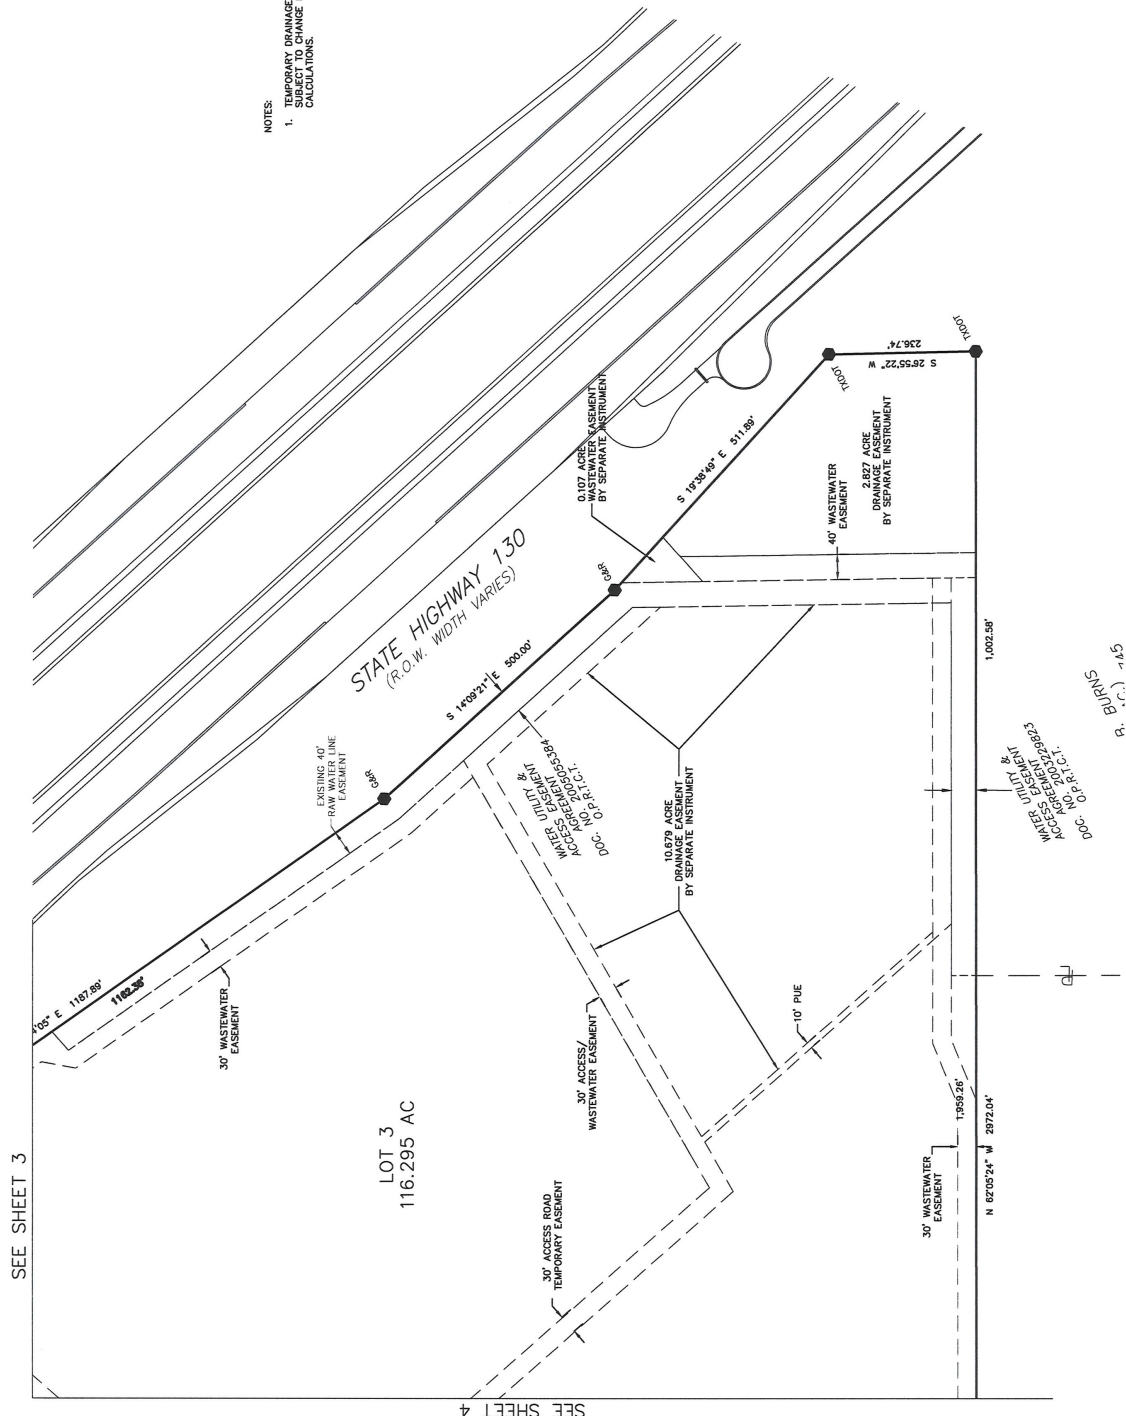 NOTES:
1. TEMPORARY DRAINAGE
SUBJECT TO CHANGE
CALCULATIONS.
SEE SHEET 3
STATE HIGHWAY 130
(R.O.W. WIDTH VARIES)
0.107 ACRE
WASTEWATER EASEMENT
BY SEPARATE INSTRUMENT
S 19°38'49" E 511.89'
TXDOT
S 26°55'22" W
236.74'
TXDOT
40' WASTEWATER
EASEMENT
2.827 ACRE
DRAINAGE EASEMENT
BY SEPARATE INSTRUMENT
G&R
S 14°09'21" E 500.00'
G&R
EXISTING 40'
RAW WATER LINE
EASEMENT
'05" E 1187.89'
1162.36'
30' WASTEWATER
EASEMENT
WATER UTILITY &
ACCESS EASEMENT
AGREEMENT
DOC. NO. 2005055384
O.P.R.T.C.T.
10.679 ACRE
DRAINAGE EASEMENT
BY SEPARATE INSTRUMENT
30' ACCESS/
WASTEWATER EASEMENT
10' PUE
LOT 3
116.295 AC
30' ACCESS ROAD
TEMPORARY EASEMENT
30' WASTEWATER
EASEMENT
1,959.26'
N 62°05'24" W 2972.04'
1,002.58'
WATER UTILITY &
ACCESS EASEMENT
AGREEMENT
DOC. NO. 2003229823
O.P.R.T.C.T.
BURNS
SEE SHEET 4